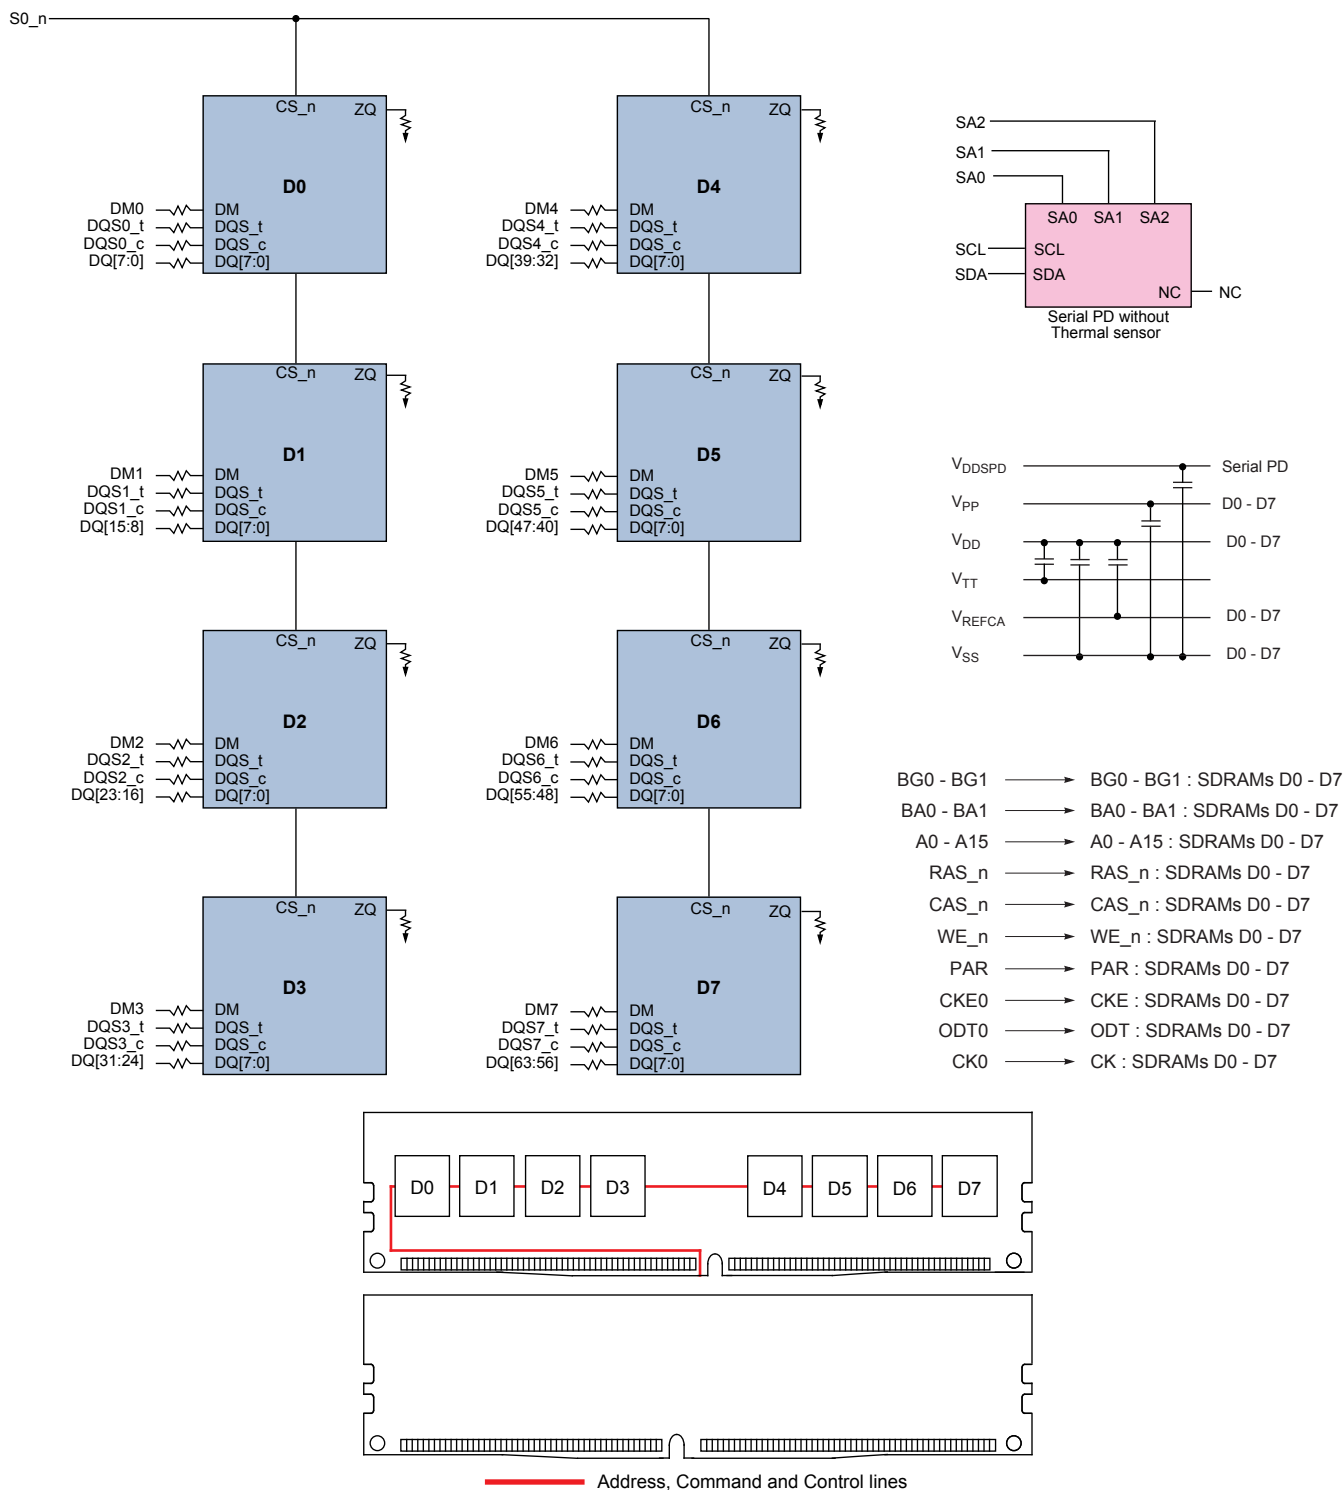 S0_n
CS_n ZQ
D0
DM0 DM
DQS0_t DQS_t
DQS0_c DQS_c
DQ[7:0] DQ[7:0]
CS_n ZQ
D1
DM1 DM
DQS1_t DQS_t
DQS1_c DQS_c
DQ[15:8] DQ[7:0]
CS_n ZQ
D2
DM2 DM
DQS2_t DQS_t
DQS2_c DQS_c
DQ[23:16] DQ[7:0]
CS_n ZQ
D3
DM3 DM
DQS3_t DQS_t
DQS3_c DQS_c
DQ[31:24] DQ[7:0]
CS_n ZQ
D4
DM4 DM
DQS4_t DQS_t
DQS4_c DQS_c
DQ[39:32] DQ[7:0]
CS_n ZQ
D5
DM5 DM
DQS5_t DQS_t
DQS5_c DQS_c
DQ[47:40] DQ[7:0]
CS_n ZQ
D6
DM6 DM
DQS6_t DQS_t
DQS6_c DQS_c
DQ[55:48] DQ[7:0]
CS_n ZQ
D7
DM7 DM
DQS7_t DQS_t
DQS7_c DQS_c
DQ[63:56] DQ[7:0]
SA2
SA1
SA0
SA0 SA1 SA2
SCL SCL
SDA SDA
NC NC
Serial PD without
Thermal sensor
VDDSPD Serial PD
VPP D0 - D7
VDD D0 - D7
VTT
VREFCA D0 - D7
VSS D0 - D7
BG0 - BG1 BG0 - BG1 : SDRAMs D0 - D7
BA0 - BA1 BA0 - BA1 : SDRAMs D0 - D7
A0 - A15 A0 - A15 : SDRAMs D0 - D7
RAS_n RAS_n : SDRAMs D0 - D7
CAS_n CAS_n : SDRAMs D0 - D7
WE_n WE_n : SDRAMs D0 - D7
PAR PAR : SDRAMs D0 - D7
CKE0 CKE : SDRAMs D0 - D7
ODT0 ODT : SDRAMs D0 - D7
CK0 CK : SDRAMs D0 - D7
D0 D1 D2 D3 D4 D5 D6 D7
Address, Command and Control lines